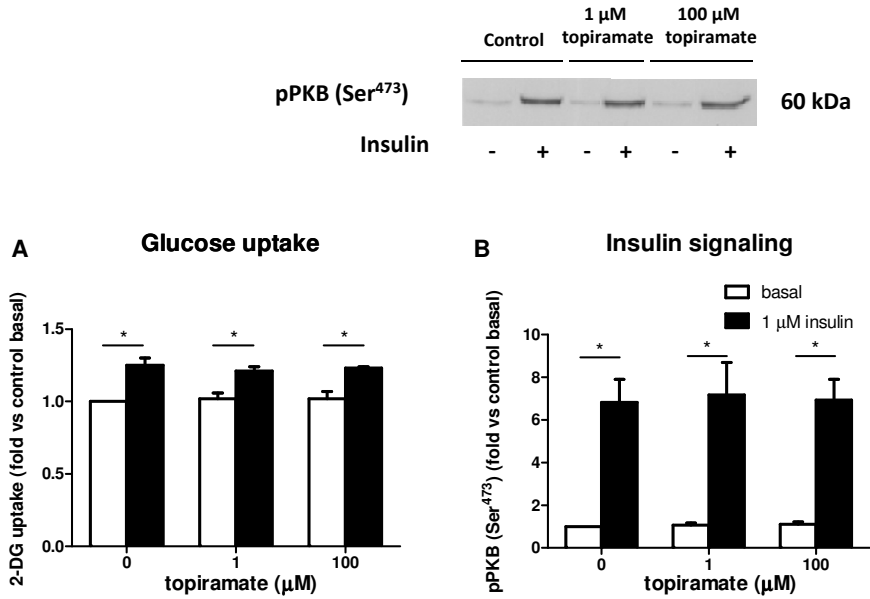 Control
1 µM
topiramate
100 µM
topiramate
pPKB (Ser473)
60 kDa
Insulin
- + - + - +
A
Glucose uptake
2-DG uptake (fold vs control basal)
1.5
1.0
0.5
0.0
* * *
0 1 100
topiramate (µM)
B
Insulin signaling
basal
1 µM insulin
pPKB (Ser473) (fold vs control basal)
10
8
6
4
2
0
* * *
0 1 100
topiramate (µM)